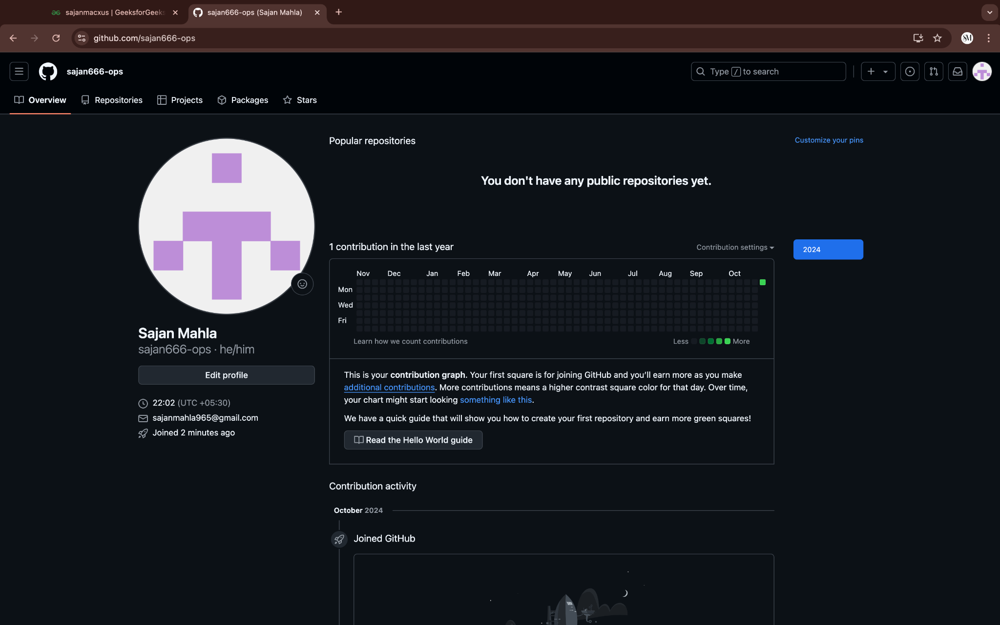 sajanmacxus | GeeksforGeeks
sajan666-ops (Sajan Mahla)
github.com/sajan666-ops
SM
sajan666-ops
Type / to search
Overview
Repositories
Projects
Packages
Stars
Popular repositories
Customize your pins
You don't have any public repositories yet.
1 contribution in the last year
Contribution settings
2024
Nov Dec Jan Feb Mar Apr May Jun Jul Aug Sep Oct
Mon
Wed
Fri
Learn how we count contributions
Less
More
Sajan Mahla
sajan666-ops · he/him
Edit profile
22:02 (UTC +05:30)
sajanmahla965@gmail.com
Joined 2 minutes ago
This is your contribution graph. Your first square is for joining GitHub and you’ll earn more as you make
additional contributions. More contributions means a higher contrast square color for that day. Over time,
your chart might start looking something like this.
We have a quick guide that will show you how to create your first repository and earn more green squares!
Read the Hello World guide
Contribution activity
October 2024
Joined GitHub